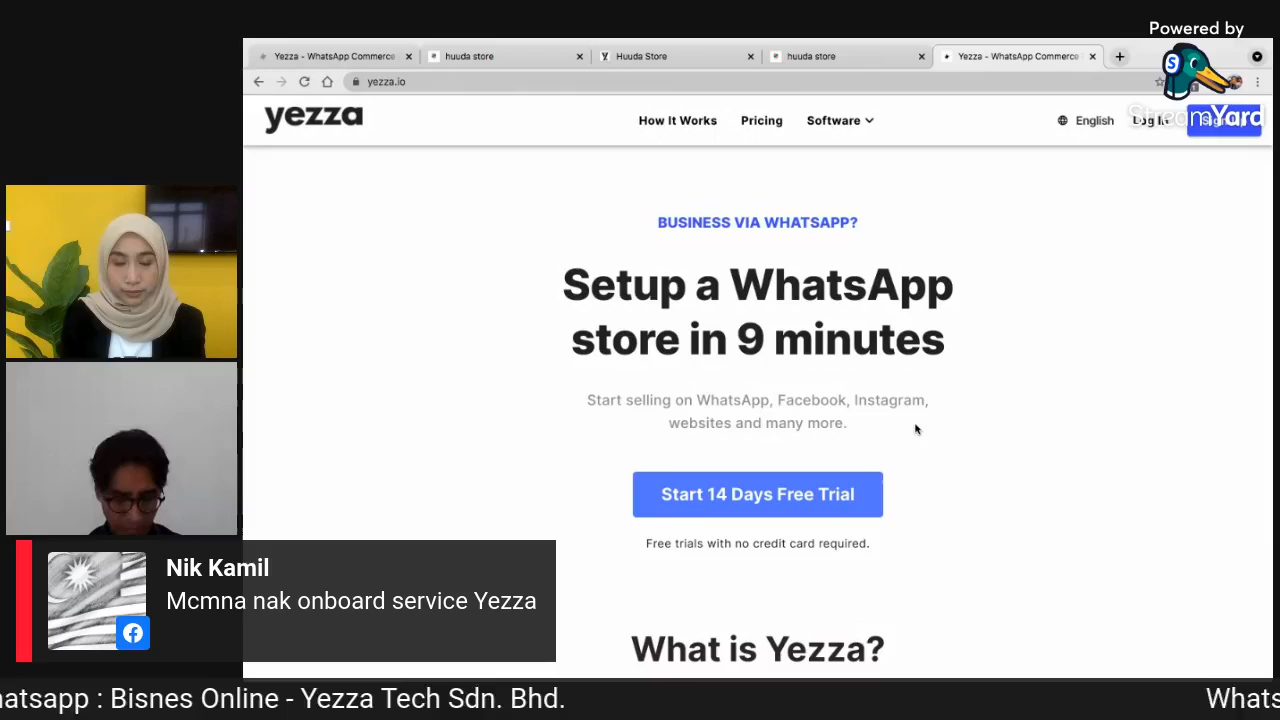 Powered by
StreamYard
Yezza - WhatsApp Commerce
huuda store
Huuda Store
huuda store
Yezza - WhatsApp Commerce
yezza.io
yezza
How It Works
Pricing
Software
English
Log In
BUSINESS VIA WHATSAPP?
Setup a WhatsApp
store in 9 minutes
Start selling on WhatsApp, Facebook, Instagram,
websites and many more.
Start 14 Days Free Trial
Free trials with no credit card required.
What is Yezza?
Nik Kamil
Mcmna nak onboard service Yezza
hatsapp : Bisnes Online - Yezza Tech Sdn. Bhd.
Whats